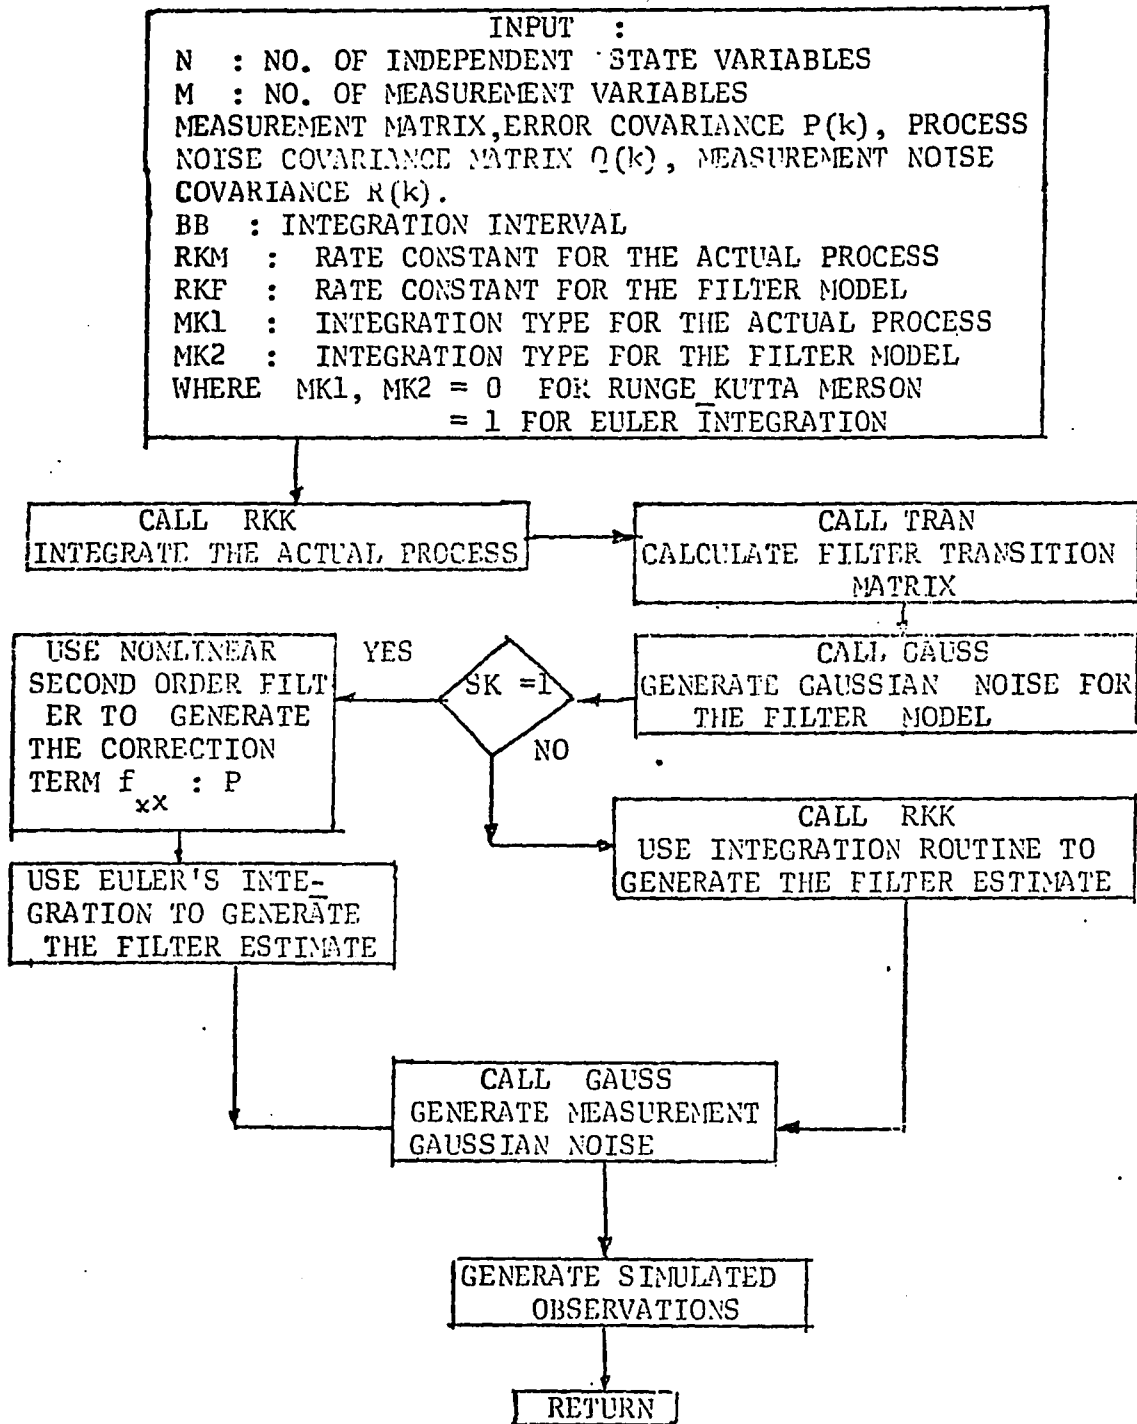 INPUT :
N : NO. OF INDEPENDENT STATE VARIABLES
M : NO. OF MEASUREMENT VARIABLES
MEASUREMENT MATRIX,ERROR COVARIANCE P(k), PROCESS
NOISE COVARIANCE MATRIX Q(k), MEASUREMENT NOISE
COVARIANCE R(k).
BB : INTEGRATION INTERVAL
RKM : RATE CONSTANT FOR THE ACTUAL PROCESS
RKF : RATE CONSTANT FOR THE FILTER MODEL
MK1 : INTEGRATION TYPE FOR THE ACTUAL PROCESS
MK2 : INTEGRATION TYPE FOR THE FILTER MODEL
WHERE MK1, MK2 = 0 FOR RUNGE_KUTTA MERSON
= 1 FOR EULER INTEGRATION
CALL RKK
INTEGRATE THE ACTUAL PROCESS
CALL TRAN
CALCULATE FILTER TRANSITION
MATRIX
CALL GAUSS
GENERATE GAUSSIAN NOISE FOR
THE FILTER MODEL
SK =1
YES
NO
USE NONLINEAR
SECOND ORDER FILT
ER TO GENERATE
THE CORRECTION
TERM f xx : P
USE EULER'S INTE-
GRATION TO GENERATE
THE FILTER ESTIMATE
CALL RKK
USE INTEGRATION ROUTINE TO
GENERATE THE FILTER ESTIMATE
CALL GAUSS
GENERATE MEASUREMENT
GAUSSIAN NOISE
GENERATE SIMULATED
OBSERVATIONS
RETURN